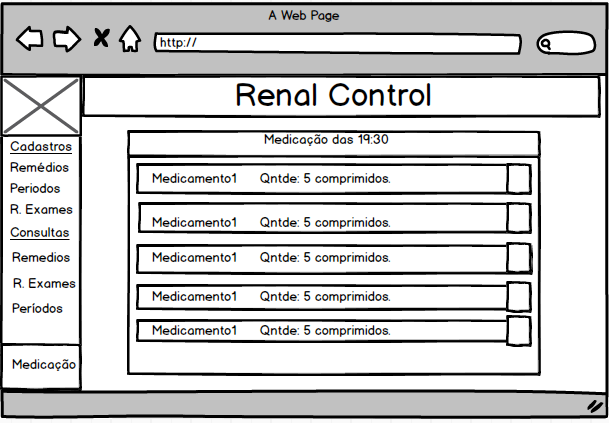 A Web Page
http://
Renal Control
Cadastros
Remédios
Periodos
R. Exames
Consultas
Remedios
R. Exames
Períodos
Medicação
Medicação das 19:30
Medicamento1 Qntde: 5 comprimidos.
Medicamento1 Qntde: 5 comprimidos.
Medicamento1 Qntde: 5 comprimidos.
Medicamento1 Qntde: 5 comprimidos.
Medicamento1 Qntde: 5 comprimidos.